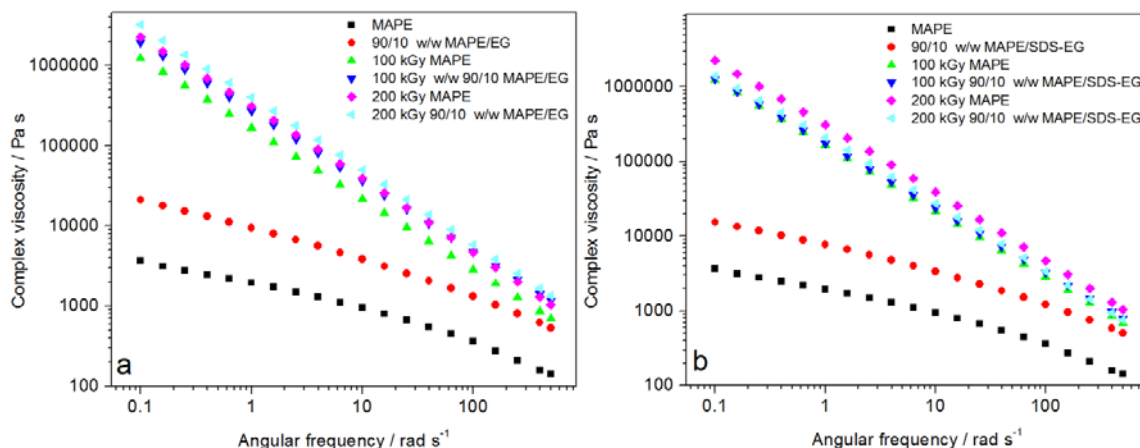 MAPE
90/10 w/w MAPE/EG
100 kGy MAPE
100 kGy w/w 90/10 MAPE/EG
200 kGy MAPE
200 kGy 90/10 w/w MAPE/EG
1000000
100000
10000
1000
100
Complex viscosity / Pa s
a
0.1 1 10 100
Angular frequency / rad s⁻¹
MAPE
90/10 w/w MAPE/SDS-EG
100 kGy MAPE
100 kGy 90/10 w/w MAPE/SDS-EG
200 kGy MAPE
200 kGy 90/10 w/w MAPE/SDS-EG
1000000
100000
10000
1000
100
Complex viscosity / Pa s
b
0.1 1 10 100
Angular frequency / rad s⁻¹